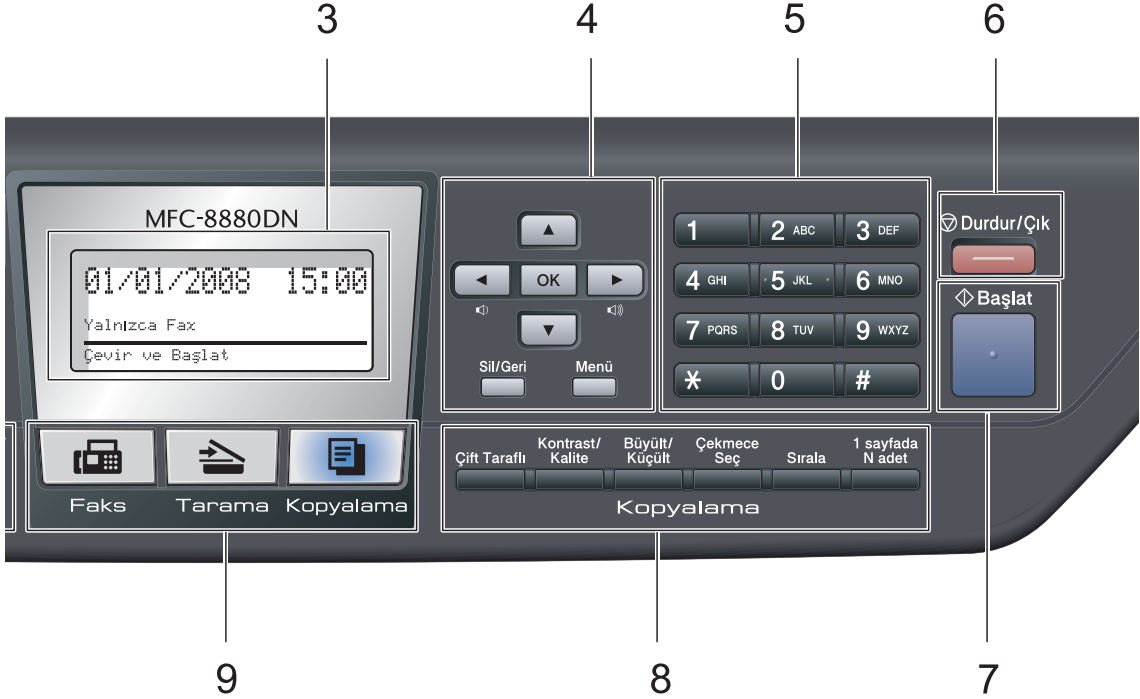 3
4
5
6
MFC-8880DN
01/01/2008 15:00
Yalnızca Fax
Çevir ve Başlat
OK
Sil/Geri
Menü
1
2 ABC
3 DEF
4 GHI
5 JKL
6 MNO
7 PQRS
8 TUV
9 WXYZ
*
0
#
Durdur/Çık
Başlat
Faks
Tarama
Kopyalama
Çift Taraflı
Kontrast/
Kalite
Büyült/
Küçült
Çekmece
Seç
Sırala
1 sayfada
N adet
Kopyalama
9
8
7